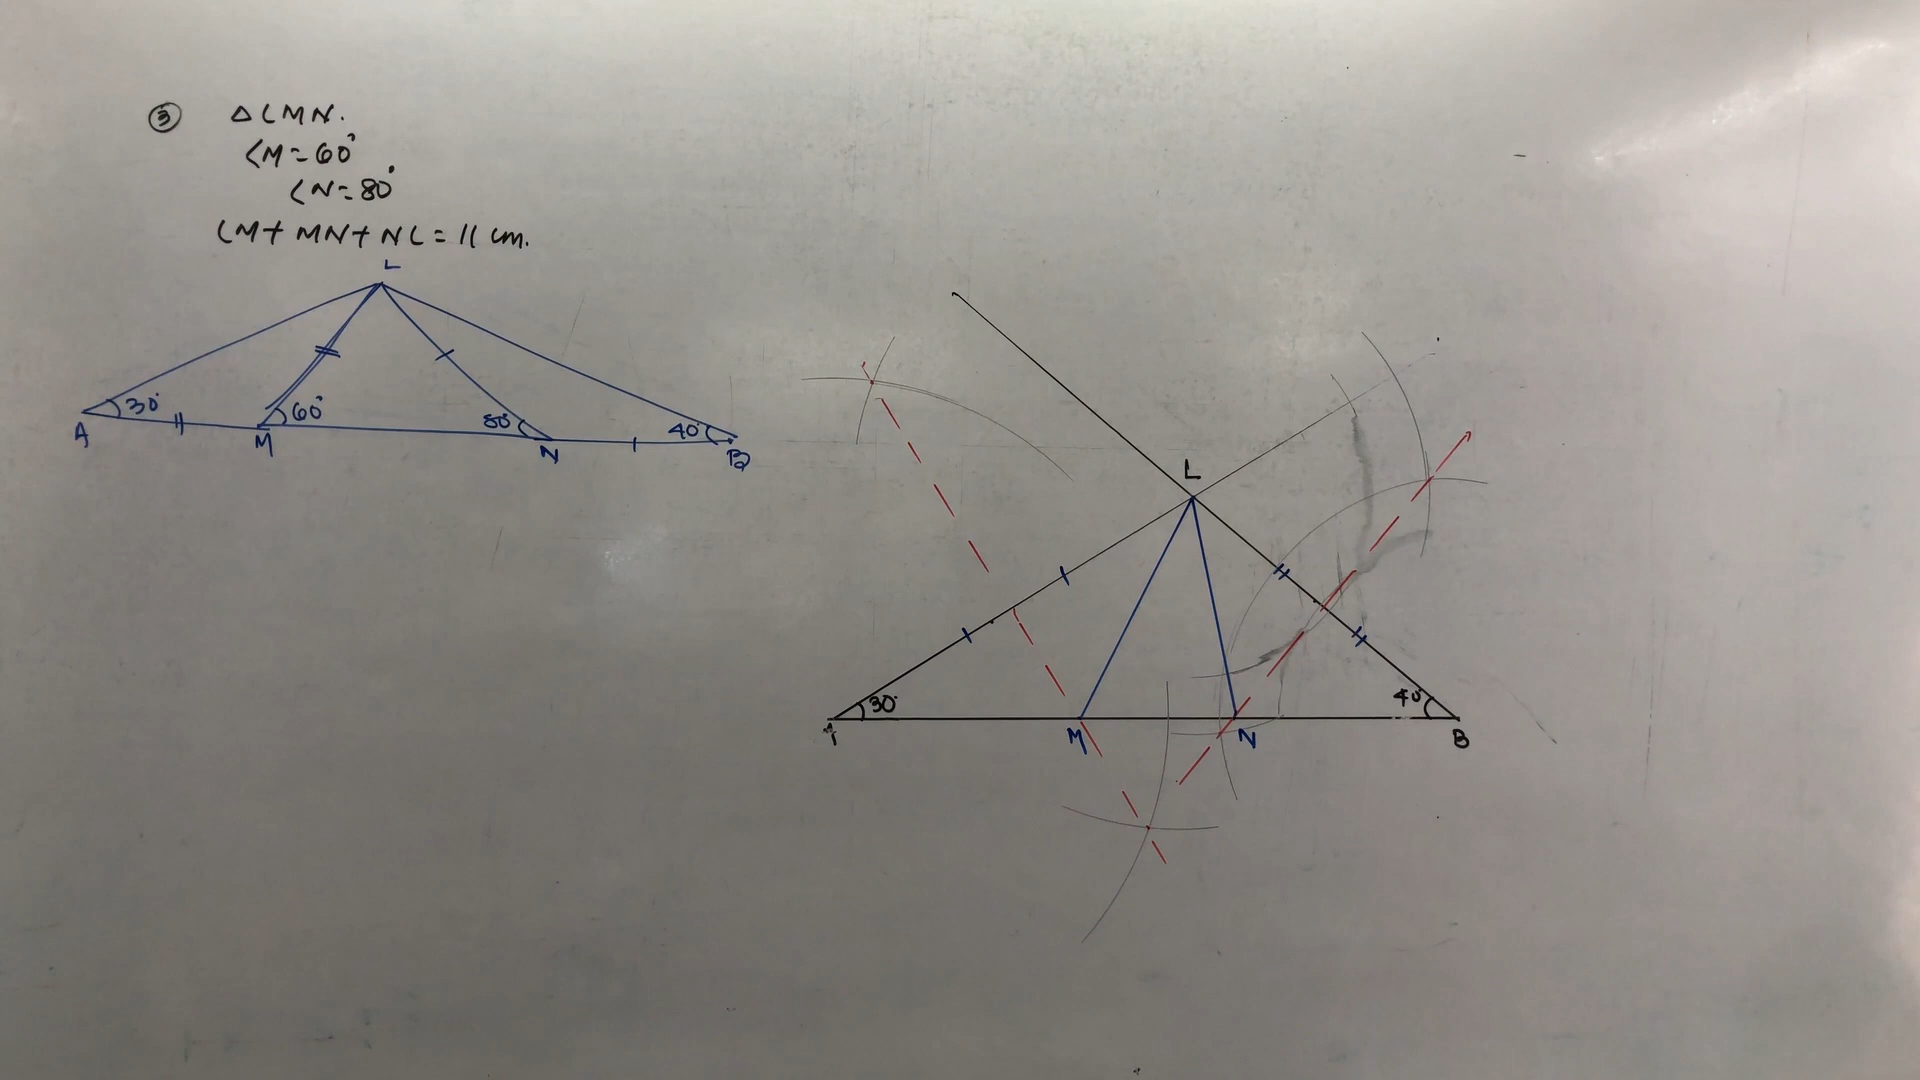 ③ △LMN.
∠M=60°
∠N=80°
LM+MN+NL=11 cm.
L
30° 60° 80° 40°
A M N B
L
30° 40°
M N B